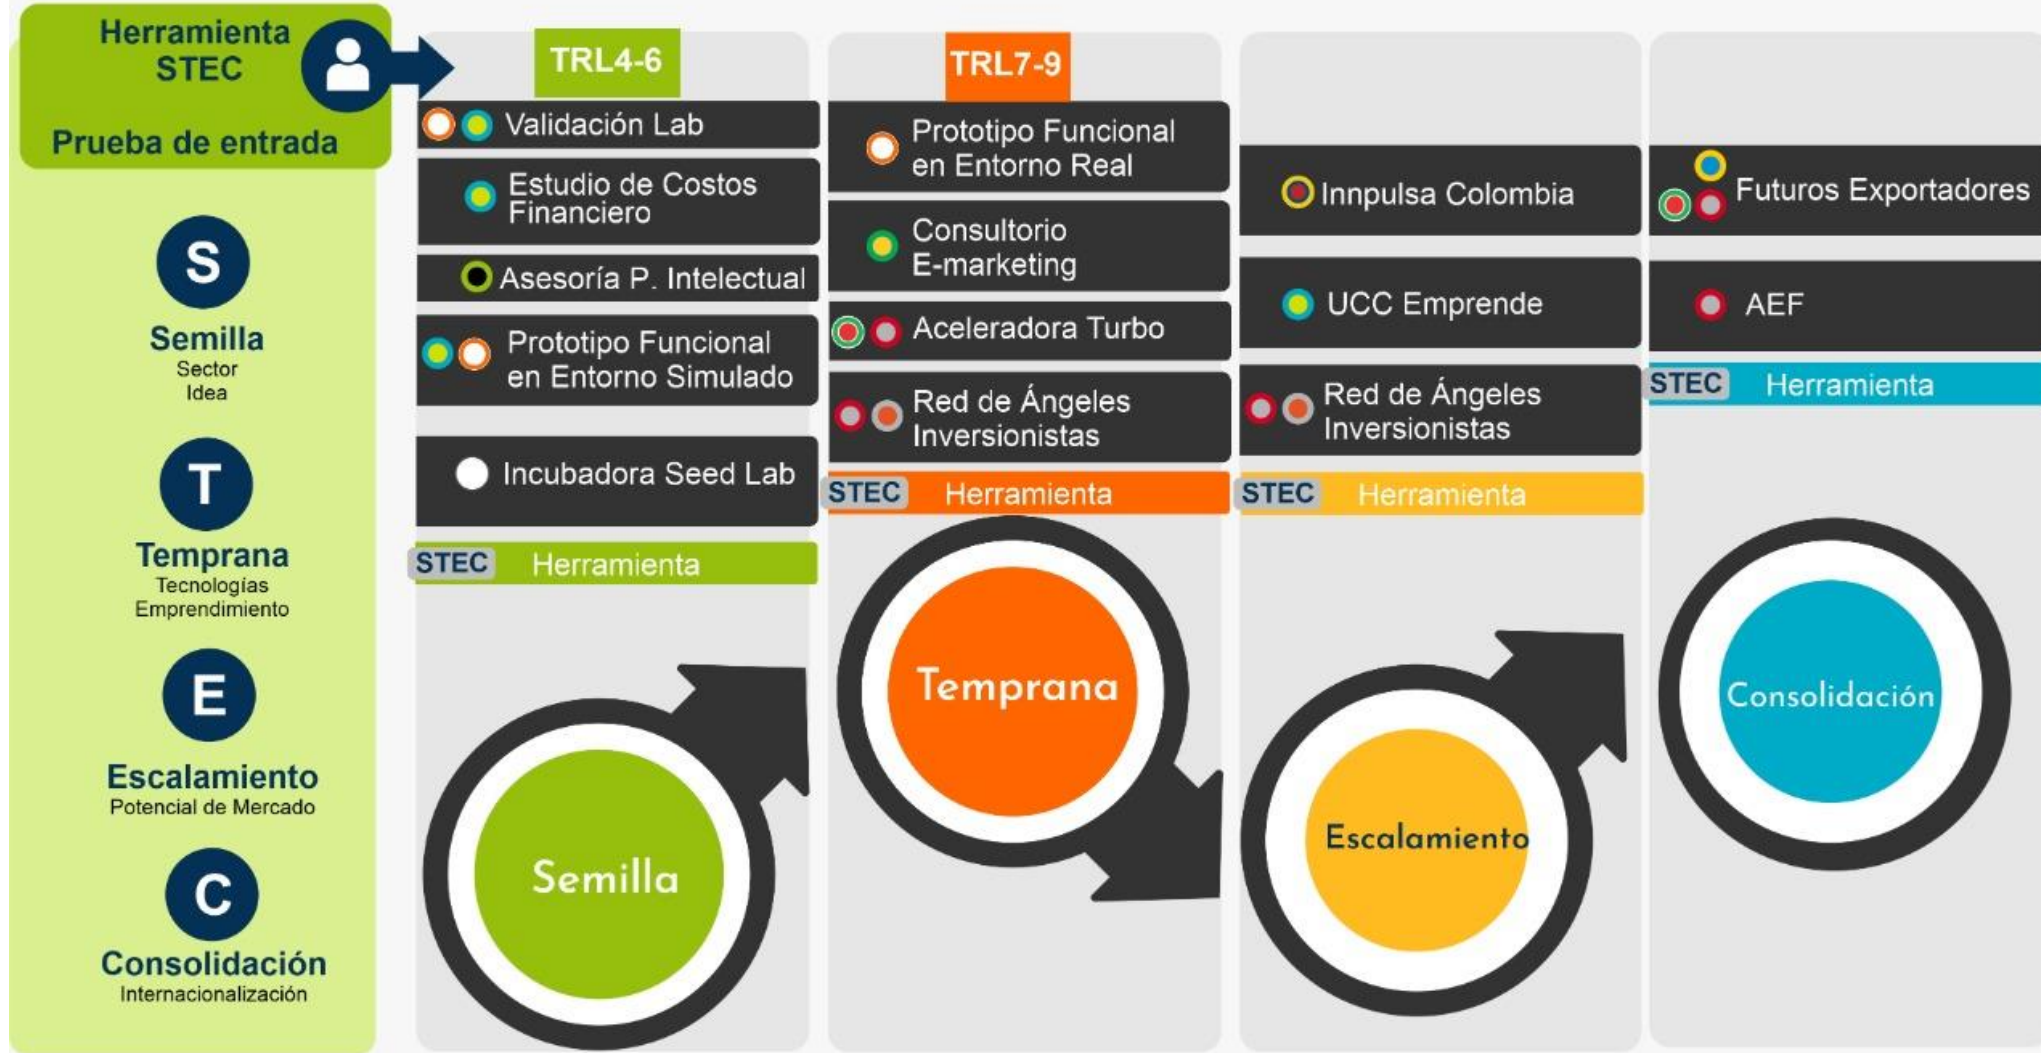 Herramienta
STEC
Prueba de entrada
S
Semilla
Sector
Idea
T
Temprana
Tecnologías
Emprendimiento
E
Escalamiento
Potencial de Mercado
C
Consolidación
Internacionalización
TRL4-6
Validación Lab
Estudio de Costos
Financiero
Asesoría P. Intelectual
Prototipo Funcional
en Entorno Simulado
Incubadora Seed Lab
STEC Herramienta
Semilla
TRL7-9
Prototipo Funcional
en Entorno Real
Consultorio
E-marketing
Aceleradora Turbo
Red de Ángeles
Inversionistas
STEC Herramienta
Temprana
Innpulsa Colombia
UCC Emprende
Red de Ángeles
Inversionistas
STEC Herramienta
Escalamiento
Futuros Exportadores
AEF
STEC Herramienta
Consolidación